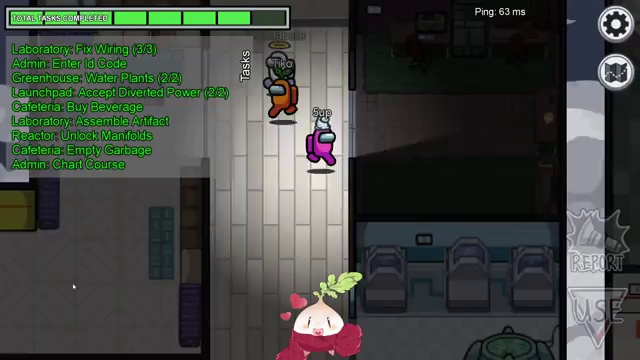 TOTAL TASKS COMPLETED
Ping: 63 ms
Laboratory: Fix Wiring (3/3)
Admin: Enter Id Code
Greenhouse: Water Plants (2/2)
Launchpad: Accept Diverted Power (2/2)
Cafeteria: Buy Beverage
Laboratory: Assemble Artifact
Reactor: Unlock Manifolds
Cafeteria: Empty Garbage
Admin: Chart Course
Tasks
5up
REPORT
USE